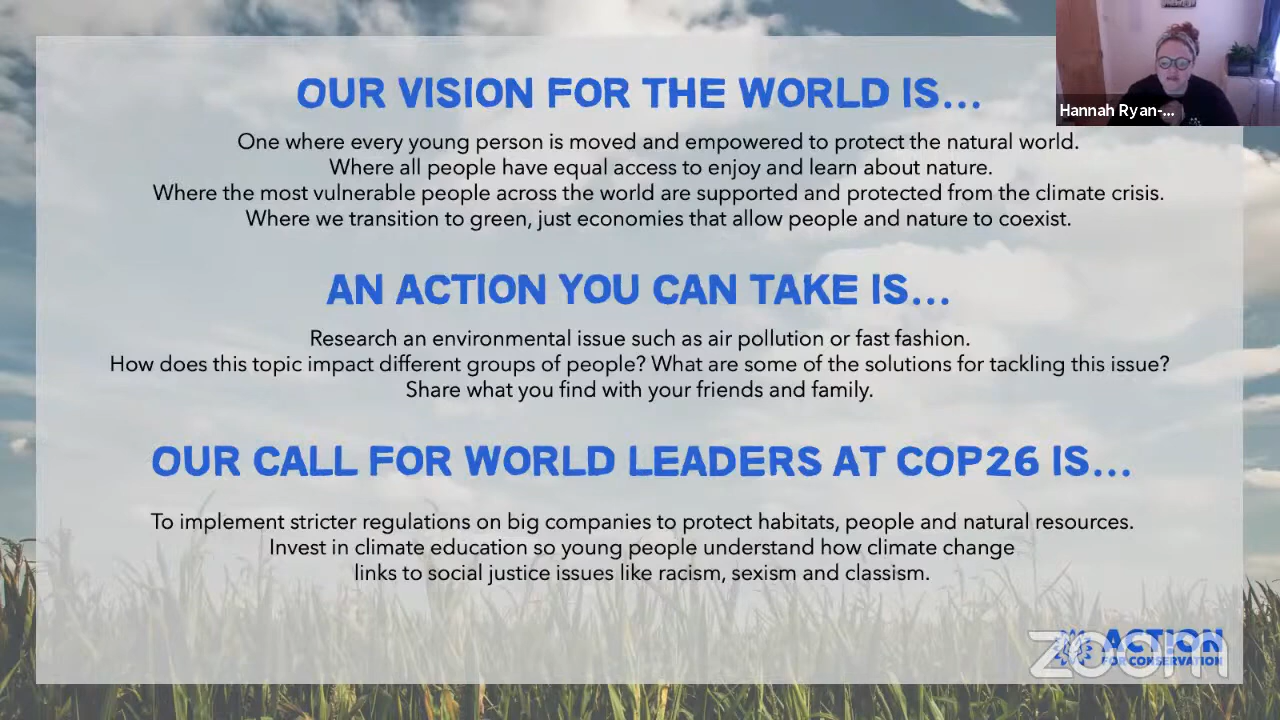 OUR VISION FOR THE WORLD IS...
One where every young person is moved and empowered to protect the natural world.
Where all people have equal access to enjoy and learn about nature.
Where the most vulnerable people across the world are supported and protected from the climate crisis.
Where we transition to green, just economies that allow people and nature to coexist.
Hannah Ryan-...
AN ACTION YOU CAN TAKE IS...
Research an environmental issue such as air pollution or fast fashion.
How does this topic impact different groups of people? What are some of the solutions for tackling this issue?
Share what you find with your friends and family.
OUR CALL FOR WORLD LEADERS AT COP26 IS...
To implement stricter regulations on big companies to protect habitats, people and natural resources.
Invest in climate education so young people understand how climate change
links to social justice issues like racism, sexism and classism.
ACTION
FOR CONSERVATION
zoom